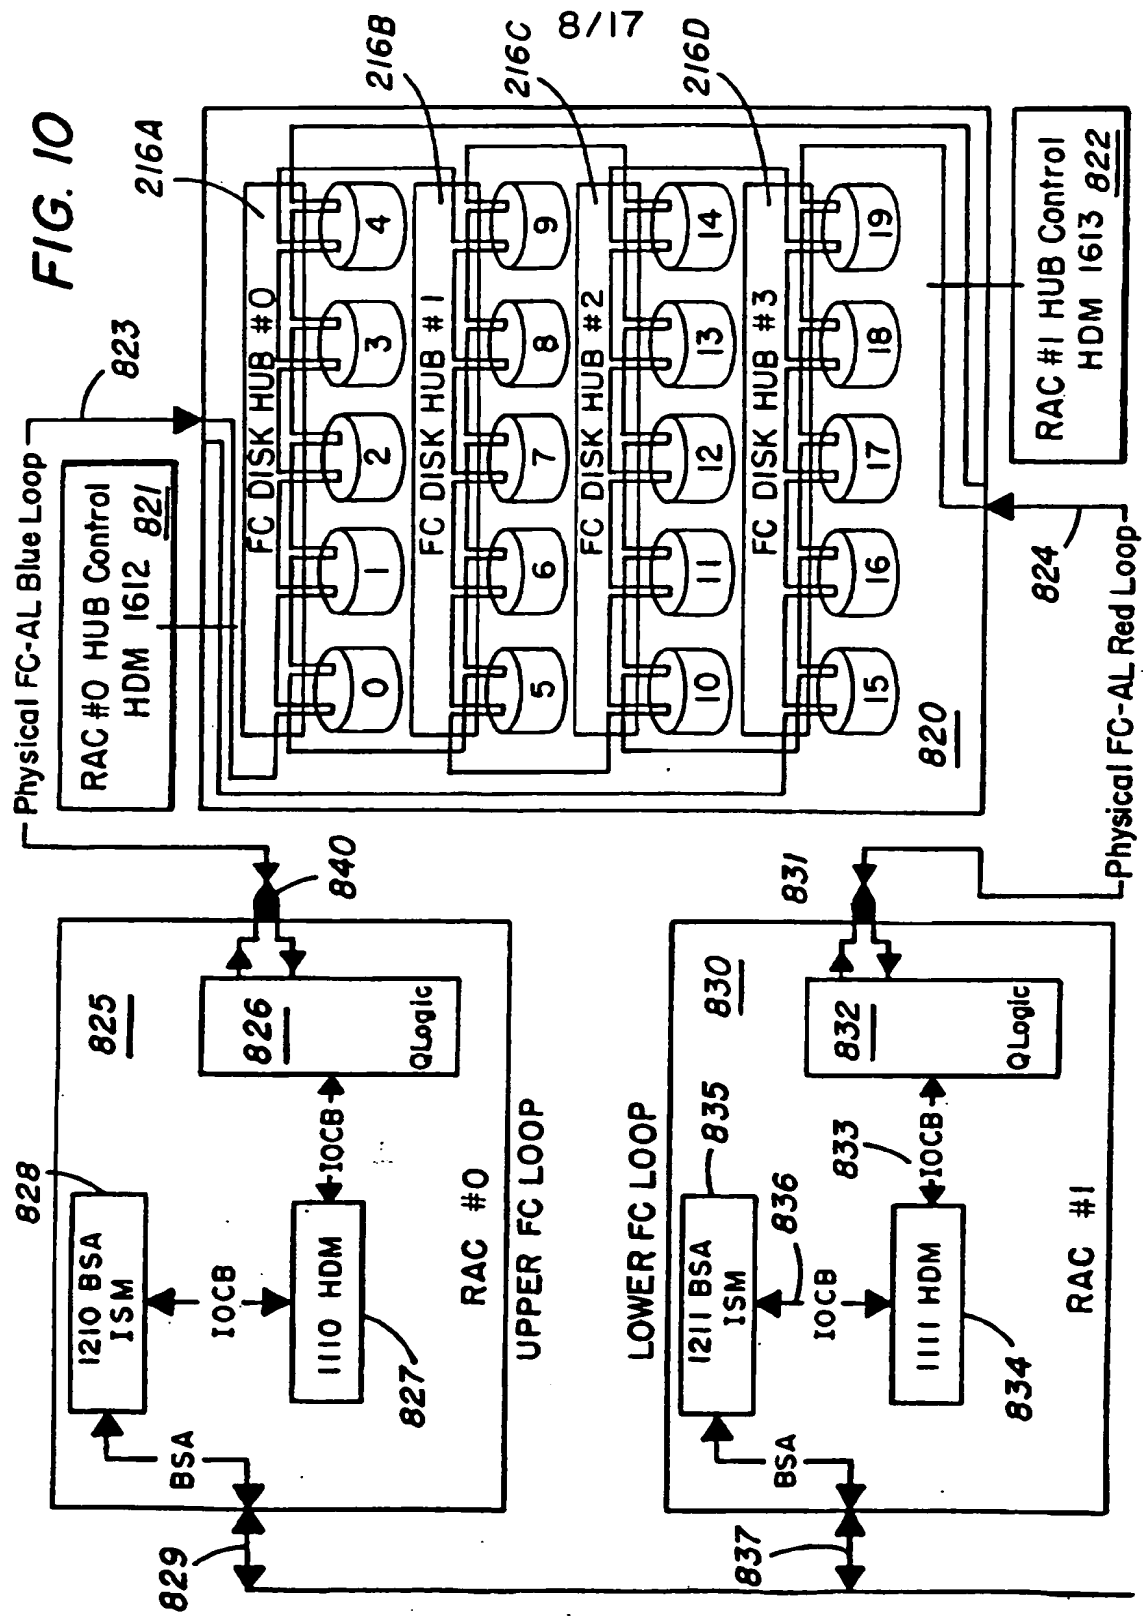 8/17
FIG. 10
Physical FC-AL Blue Loop
823
RAC #0 HUB Control
HDM 1612 821
216A
216B
216C
216D
FC DISK HUB #0
0 1 2 3 4
FC DISK HUB #1
5 6 7 8 9
FC DISK HUB #2
10 11 12 13 14
FC DISK HUB #3
15 16 17 18 19
820
RAC #1 HUB Control
HDM 1613 822
824
Physical FC-AL Red Loop
840
825
826
QLogic
828
1210 BSA
ISM
IOCB
IOCB
1110 HDM
827
BSA
829
RAC #0
UPPER FC LOOP
LOWER FC LOOP
831
830
832
QLogic
835
1211 BSA
ISM
836
833
IOCB
IOCB
1111 HDM
834
BSA
837
RAC #1